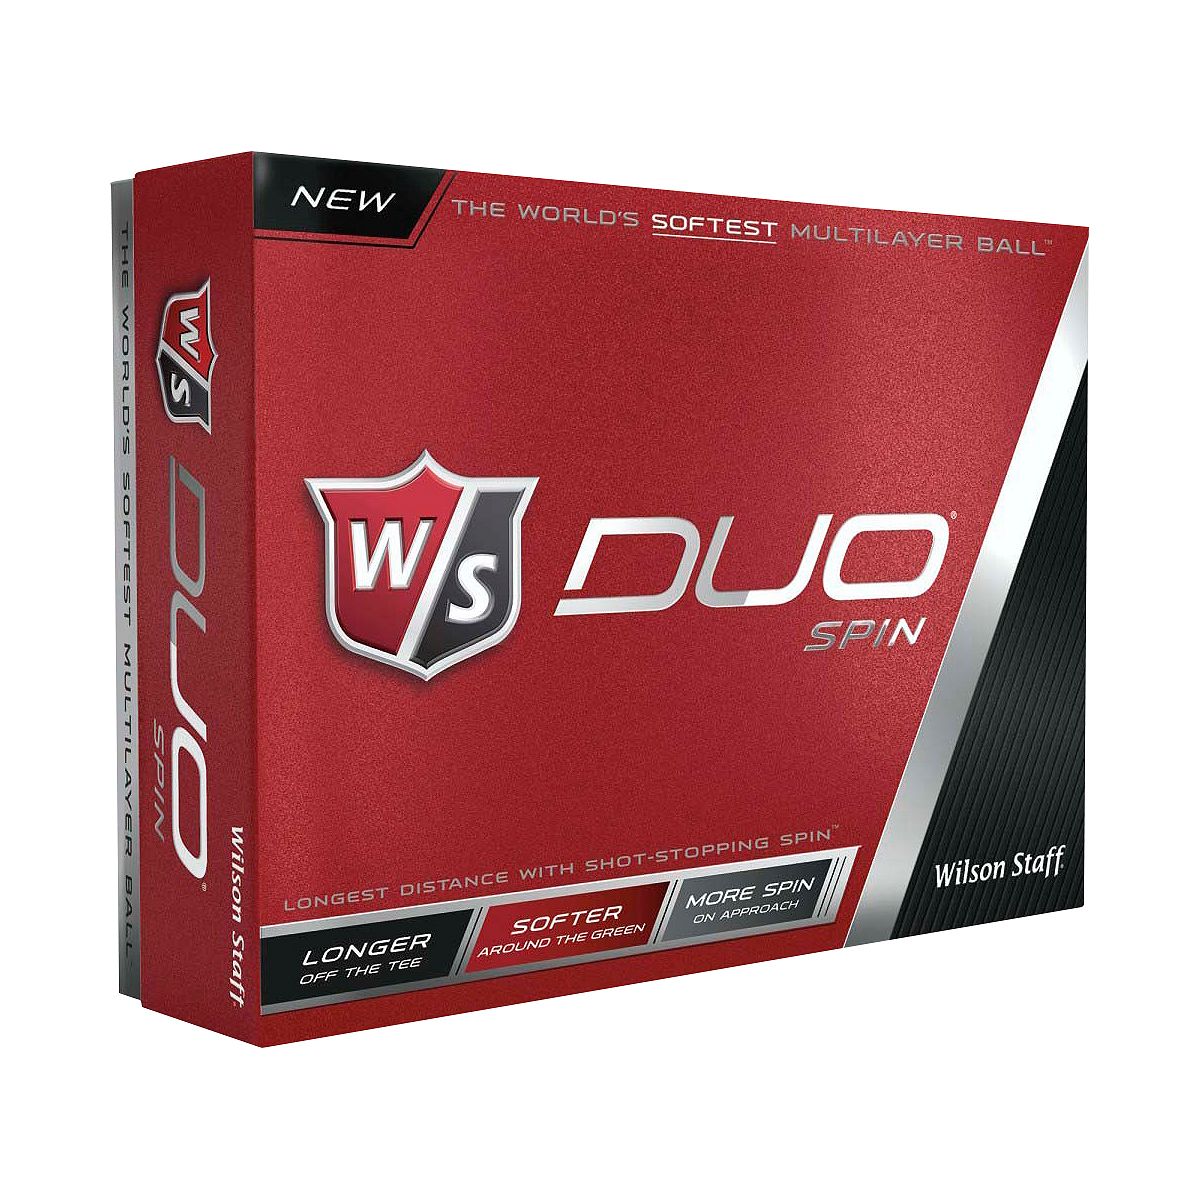 NEW
THE WORLD'S SOFTEST MULTILAYER BALL™
W/S
DUO®
SPIN
LONGEST DISTANCE WITH SHOT-STOPPING SPIN™
LONGER
OFF THE TEE
SOFTER
AROUND THE GREEN
MORE SPIN
ON APPROACH
Wilson Staff
W/S
DUO®
SPIN
Wilson Staff
THE WORLD'S SOFTEST MULTILAYER BALL